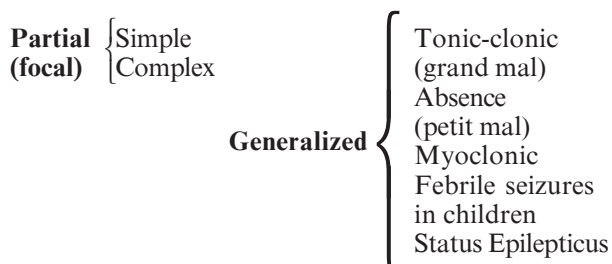 Partial
(focal)
Simple
Complex
Generalized
Tonic-clonic
(grand mal)
Absence
(petit mal)
Myoclonic
Febrile seizures
in children
Status Epilepticus